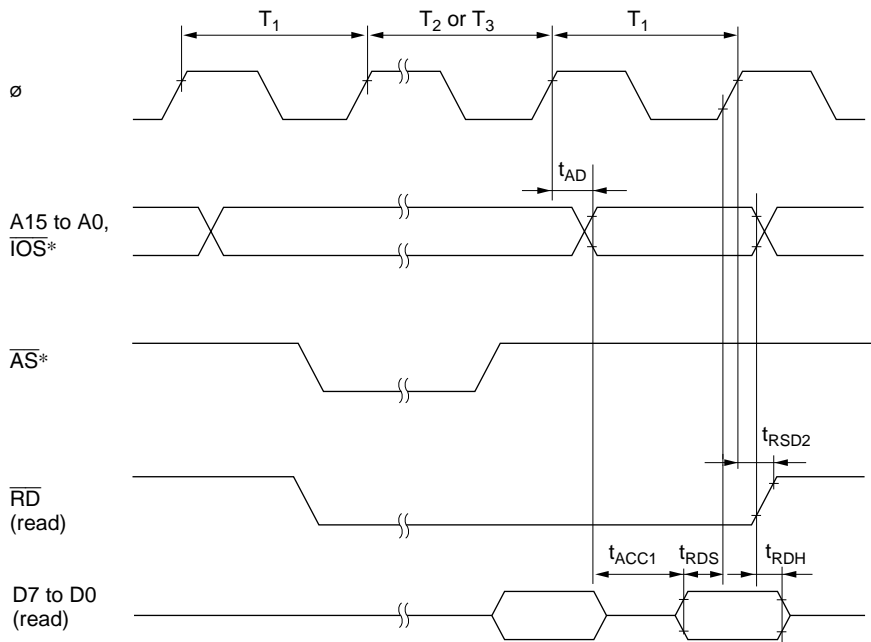 T1
T2 or T3
T1
ø
tAD
A15 to A0,
IOS*
AS*
tRSD2
RD
(read)
tACC1
tRDS
tRDH
D7 to D0
(read)